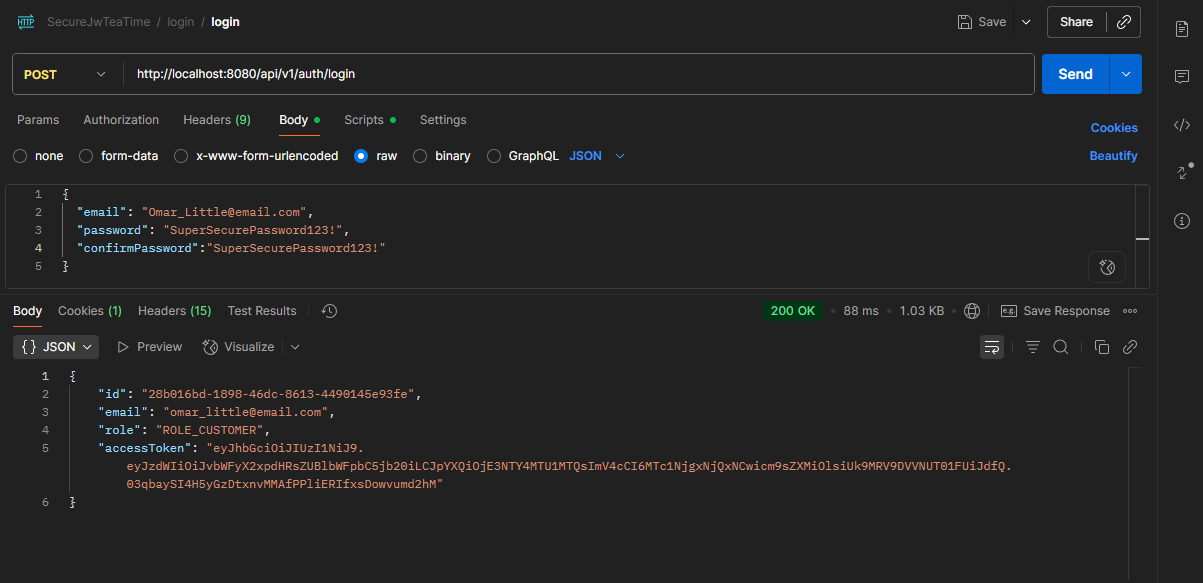 HTTP SecureJwTeaTime / login / login Save Share
POST http://localhost:8080/api/v1/auth/login Send
Params Authorization Headers (9) Body Scripts Settings Cookies
none form-data x-www-form-urlencoded raw binary GraphQL JSON Beautify
1 {
2 "email": "Omar_Little@email.com",
3 "password": "SuperSecurePassword123!",
4 "confirmPassword":"SuperSecurePassword123!"
5 }
Body Cookies (1) Headers (15) Test Results 200 OK • 88 ms • 1.03 KB • e.g. Save Response
{} JSON Preview Visualize
1 {
2 "id": "28b016bd-1898-46dc-8613-4490145e93fe",
3 "email": "omar_little@email.com",
4 "role": "ROLE_CUSTOMER",
5 "accessToken": "eyJhbGciOiJIUzI1NiJ9.
eyJzdWIiOiJvbWFyX2xpdHRsZUBlbWFpbC5jb20iLCJpYXQiOjE3NTY4MTU1MTQsImV4cCI6MTc1NjgxNjQxNCwicm9sZXMiOlsiUk9MRV9DVVNUT01FUiJdfQ.
03qbaySI4H5yGzDtxnvMMAfPPliERIfxsDowvumd2hM"
6 }